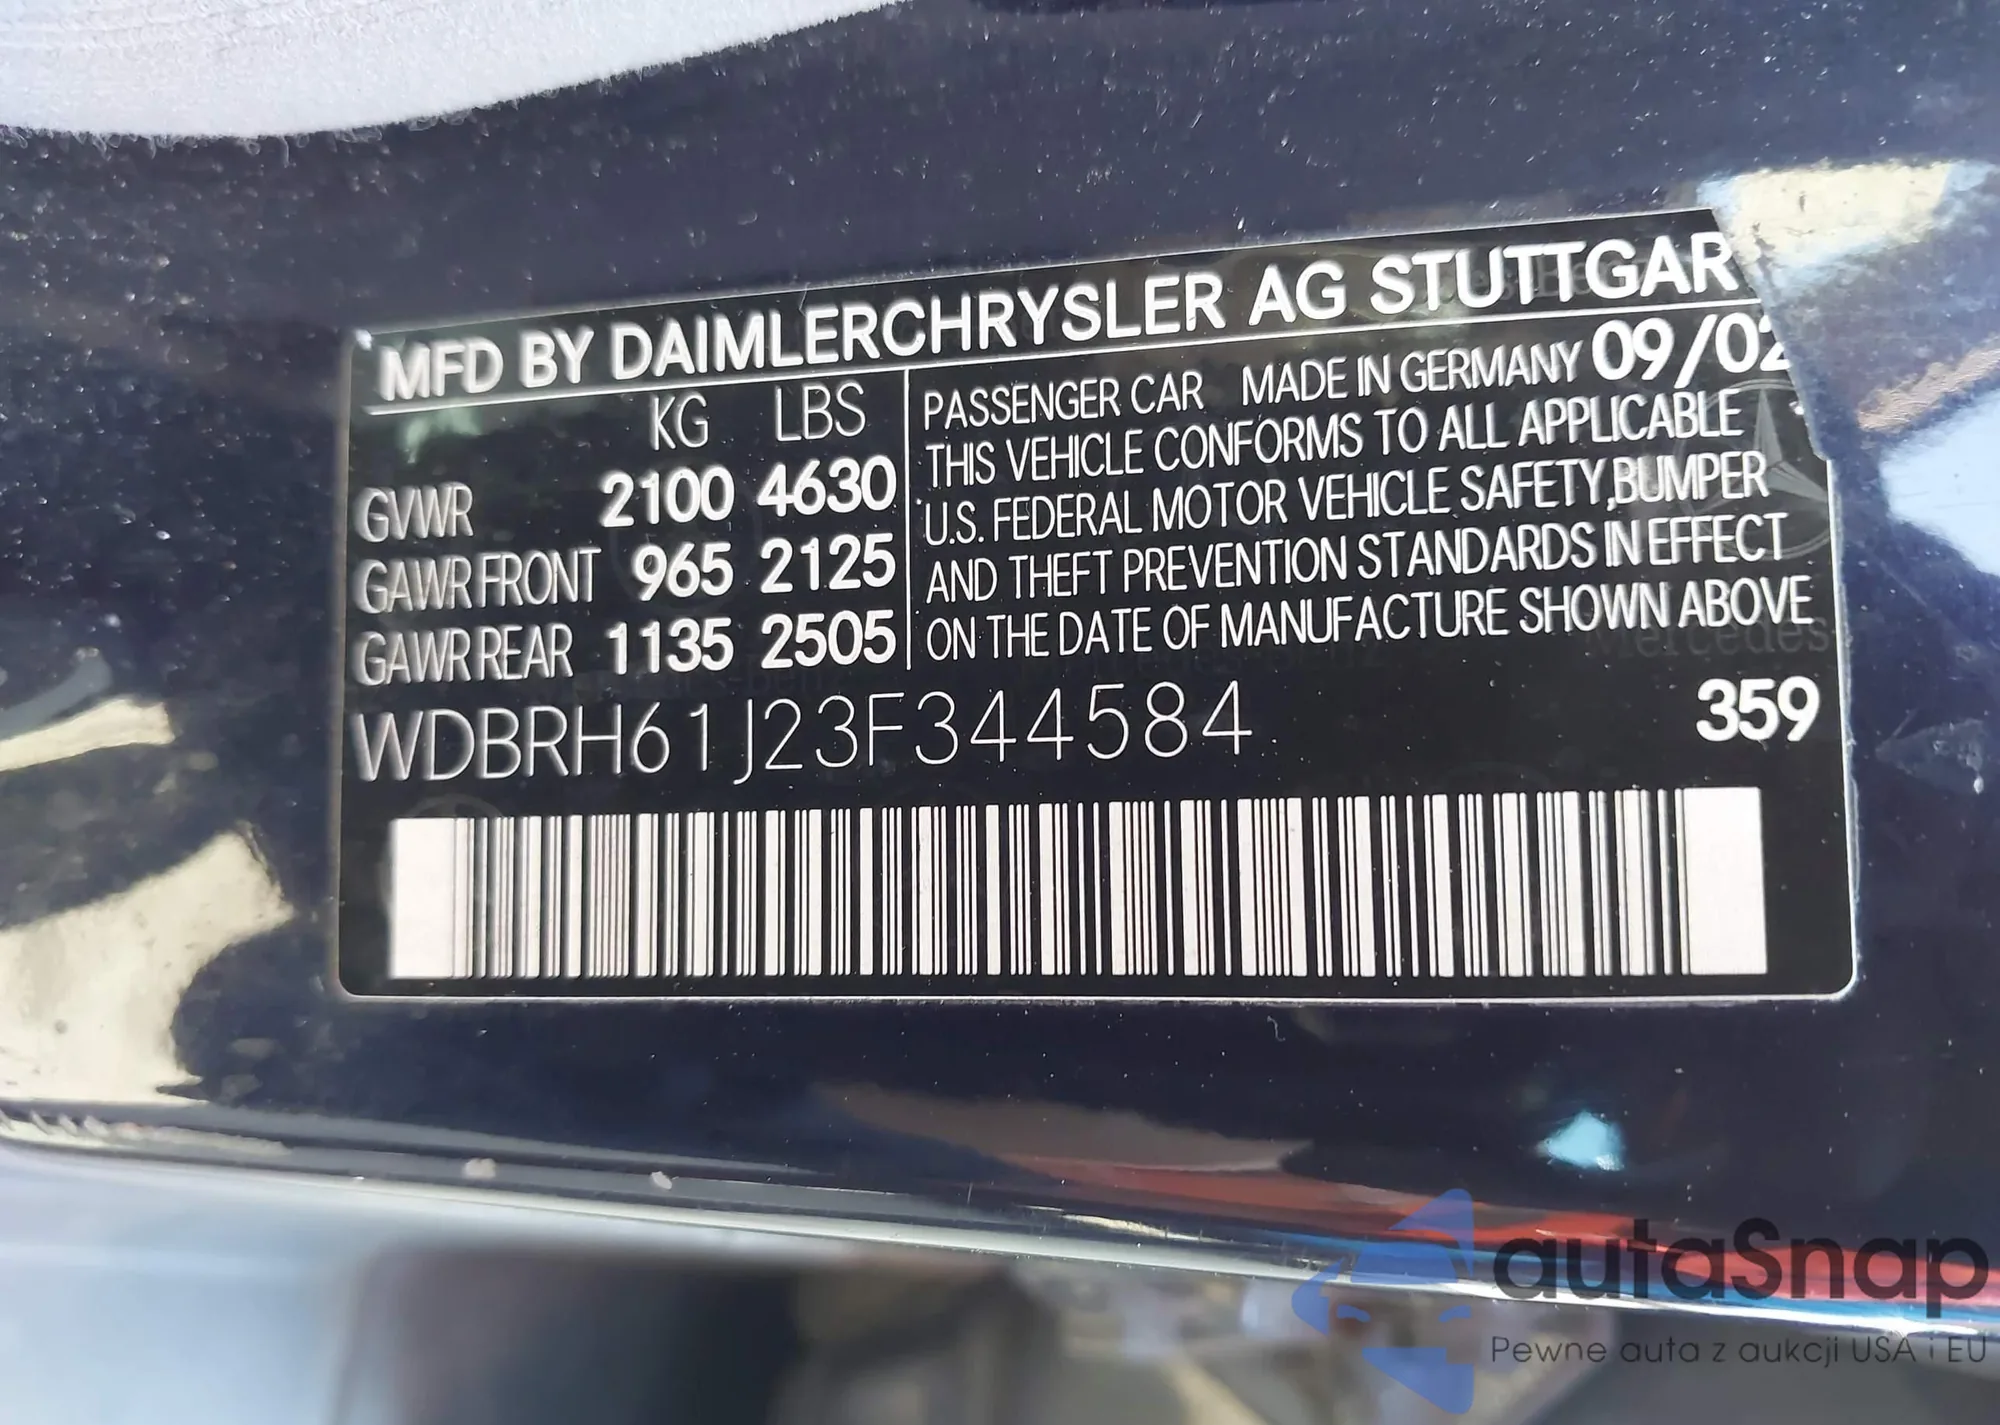 MFD BY DAIMLERCHRYSLER AG STUTTGAR
KG LBS
GVWR 2100 4630
GAWR FRONT 965 2125
GAWR REAR 1135 2505
PASSENGER CAR MADE IN GERMANY 09/02
THIS VEHICLE CONFORMS TO ALL APPLICABLE
U.S. FEDERAL MOTOR VEHICLE SAFETY,BUMPER
AND THEFT PREVENTION STANDARDS IN EFFECT
ON THE DATE OF MANUFACTURE SHOWN ABOVE
Mercedes-
WDBRH61J23F344584 359
autaSnap
Pewne auta z aukcji USA i EU